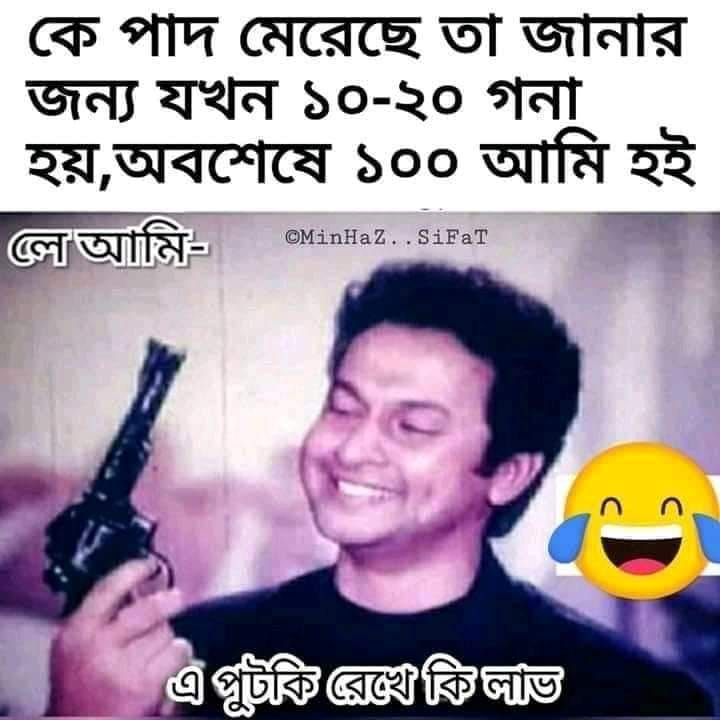 কে পাদ মেরেছে তা জানার
জন্য যখন ১০-২০ গনা
হয়,অবশেষে ১০০ আমি হই
লে আমি-
©MinHaZ..SiFaT
এ পুটকি রেখে কি লাভ